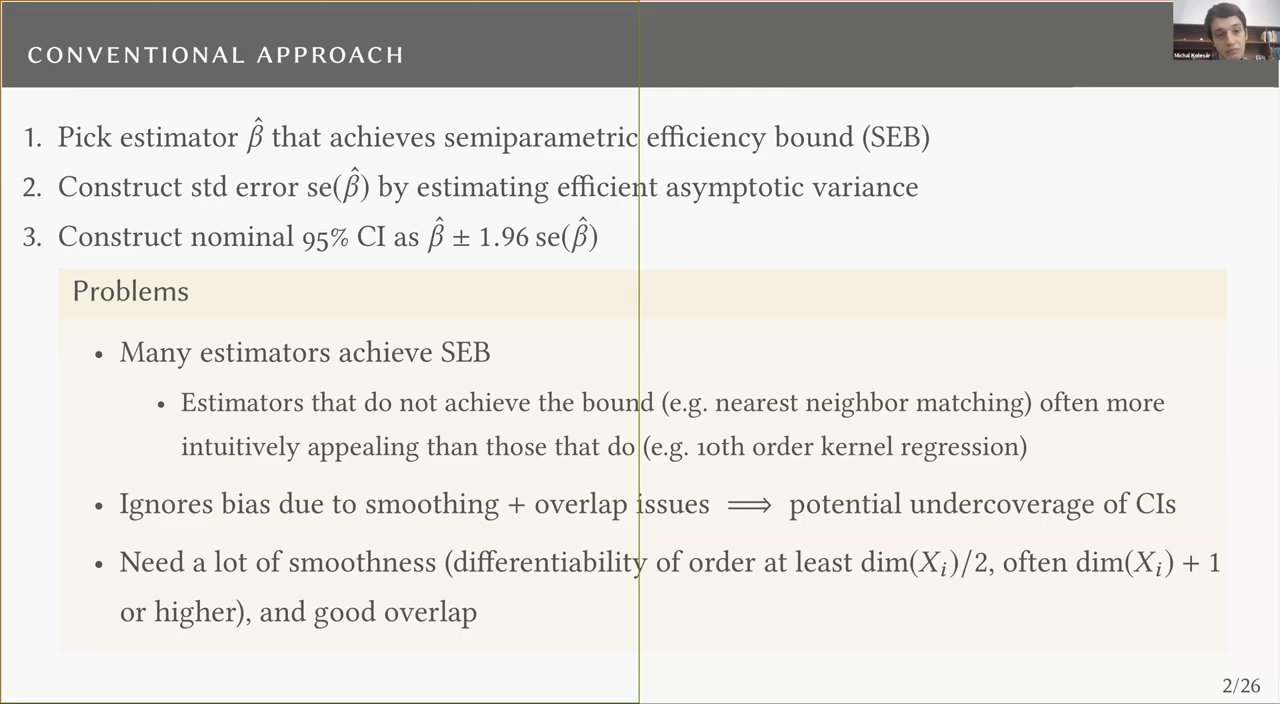 CONVENTIONAL APPROACH
Michal Kolesár
1. Pick estimator β̂ that achieves semiparametric efficiency bound (SEB)
2. Construct std error se(β̂) by estimating efficient asymptotic variance
3. Construct nominal 95% CI as β̂ ± 1.96 se(β̂)
Problems
• Many estimators achieve SEB
• Estimators that do not achieve the bound (e.g. nearest neighbor matching) often more
intuitively appealing than those that do (e.g. 10th order kernel regression)
• Ignores bias due to smoothing + overlap issues ⟹ potential undercoverage of CIs
• Need a lot of smoothness (differentiability of order at least dim(Xᵢ)/2, often dim(Xᵢ) + 1
or higher), and good overlap
2/26